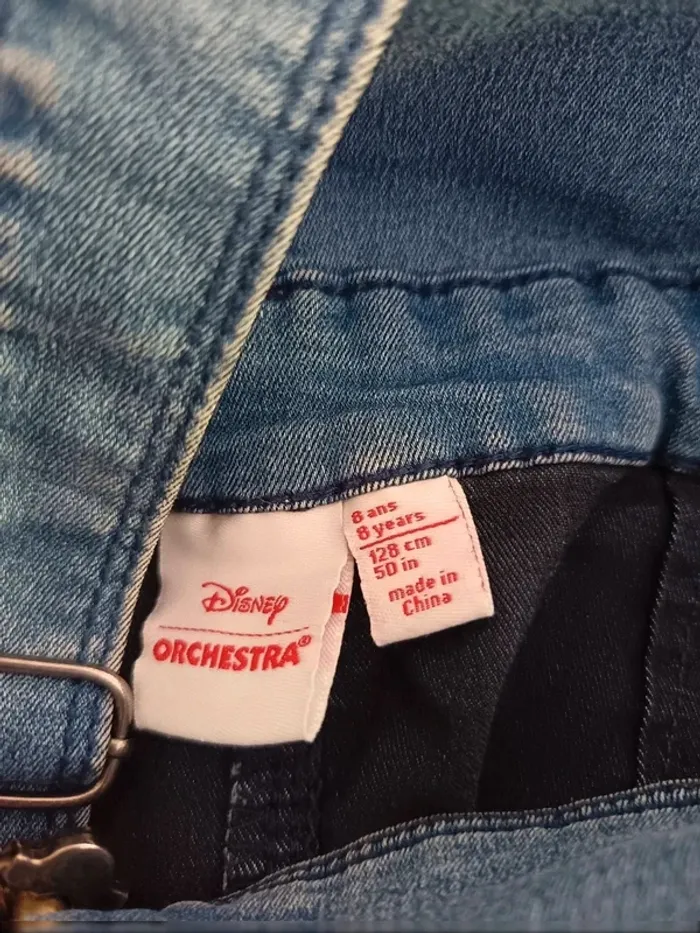 Disney
ORCHESTRA®
8 ans
8 years
128 cm
50 in
made in
China